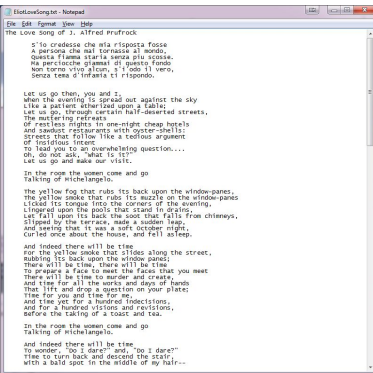 EliotLoveSong.txt - Notepad
File Edit Format View Help
The Love Song of J. Alfred Prufrock
S'io credesse che mia risposta fosse
A persona che mai tornasse al mondo,
Questa fiamma staria senza piu scosse.
Ma perciocche giammai di questo fondo
Non torno vivo alcun, s'i'odo il vero,
Senza tema d'infamia ti rispondo.
Let us go then, you and I,
When the evening is spread out against the sky
Like a patient etherized upon a table;
Let us go, through certain half-deserted streets,
The muttering retreats
Of restless nights in one-night cheap hotels
And sawdust restaurants with oyster-shells:
Streets that follow like a tedious argument
Of insidious intent
To lead you to an overwhelming question....
Oh, do not ask, "What is it?"
Let us go and make our visit.
In the room the women come and go
Talking of Michelangelo.
The yellow fog that rubs its back upon the window-panes,
The yellow smoke that rubs its muzzle on the window-panes
Licked its tongue into the corners of the evening,
Lingered upon the pools that stand in drains,
Let fall upon its back the soot that falls from chimneys,
Slipped by the terrace, made a sudden leap,
And seeing that it was a soft October night,
Curled once about the house, and fell asleep.
And indeed there will be time
For the yellow smoke that slides along the street,
Rubbing its back upon the window panes;
There will be time, there will be time
To prepare a face to meet the faces that you meet
There will be time to murder and create,
And time for all the works and days of hands
That lift and drop a question on your plate;
Time for you and time for me,
And time yet for a hundred indecisions,
And for a hundred visions and revisions,
Before the taking of a toast and tea.
In the room the women come and go
Talking of Michelangelo.
And indeed there will be time
To wonder, "Do I dare?" and, "Do I dare?"
Time to turn back and descend the stair,
With a bald spot in the middle of my hair--